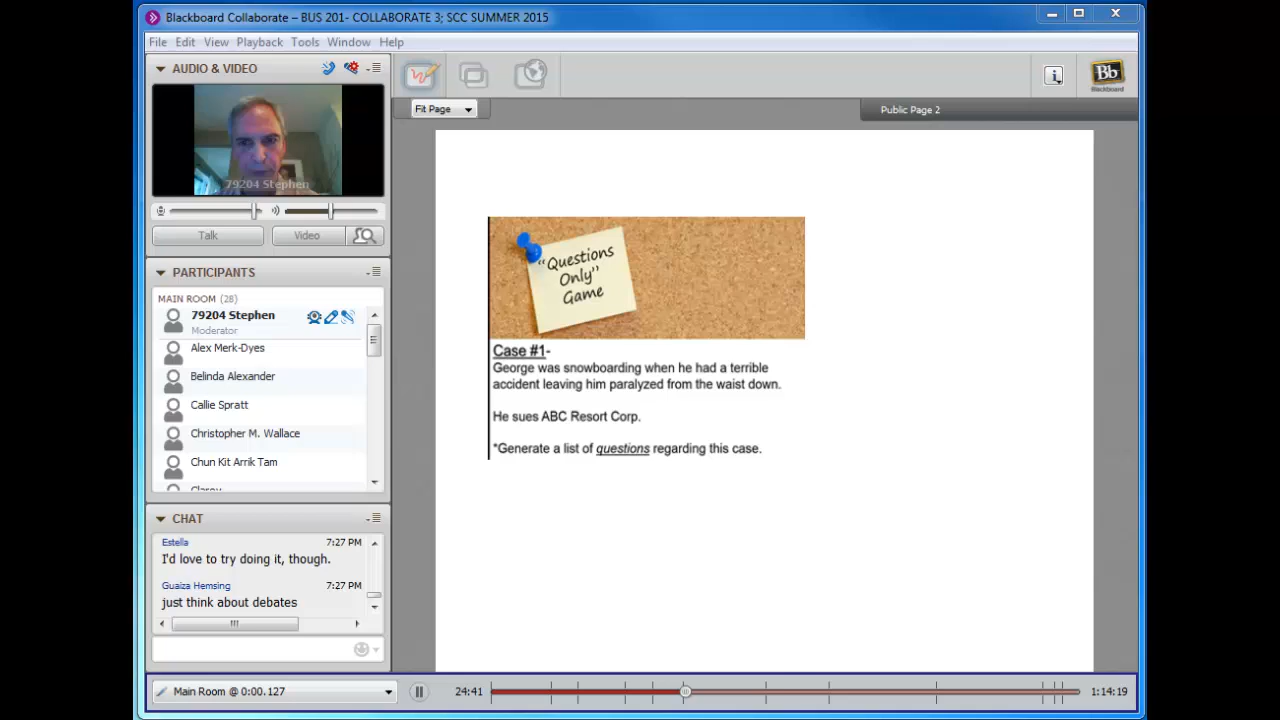 Blackboard Collaborate – BUS 201- COLLABORATE 3; SCC SUMMER 2015
File Edit View Playback Tools Window Help
AUDIO & VIDEO
79204 Stephen
Talk
Video
PARTICIPANTS
MAIN ROOM (28)
79204 Stephen
Moderator
Alex Merk-Dyes
Belinda Alexander
Callie Spratt
Christopher M. Wallace
Chun Kit Arrik Tam
CHAT
Estella 7:27 PM
I'd love to try doing it, though.
Guaiza Hemsing 7:27 PM
just think about debates
Main Room @ 0:00.127
Fit Page
Public Page 2
Bb
Blackboard
"Questions
Only"
Game
Case #1-
George was snowboarding when he had a terrible
accident leaving him paralyzed from the waist down.
He sues ABC Resort Corp.
*Generate a list of questions regarding this case.
24:41
1:14:19